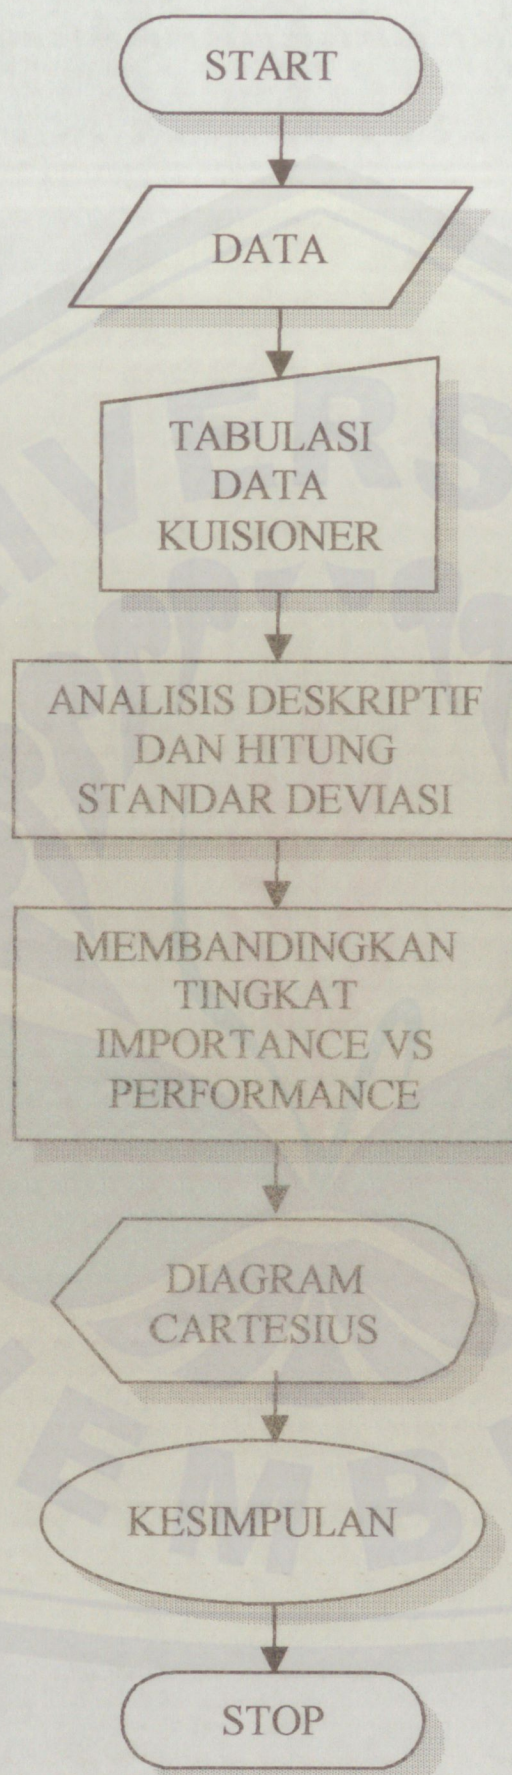 START
DATA
TABULASI
DATA
KUISIONER
ANALISIS DESKRIPTIF
DAN HITUNG
STANDAR DEVIASI
MEMBANDINGKAN
TINGKAT
IMPORTANCE VS
PERFORMANCE
DIAGRAM
CARTESIUS
KESIMPULAN
STOP